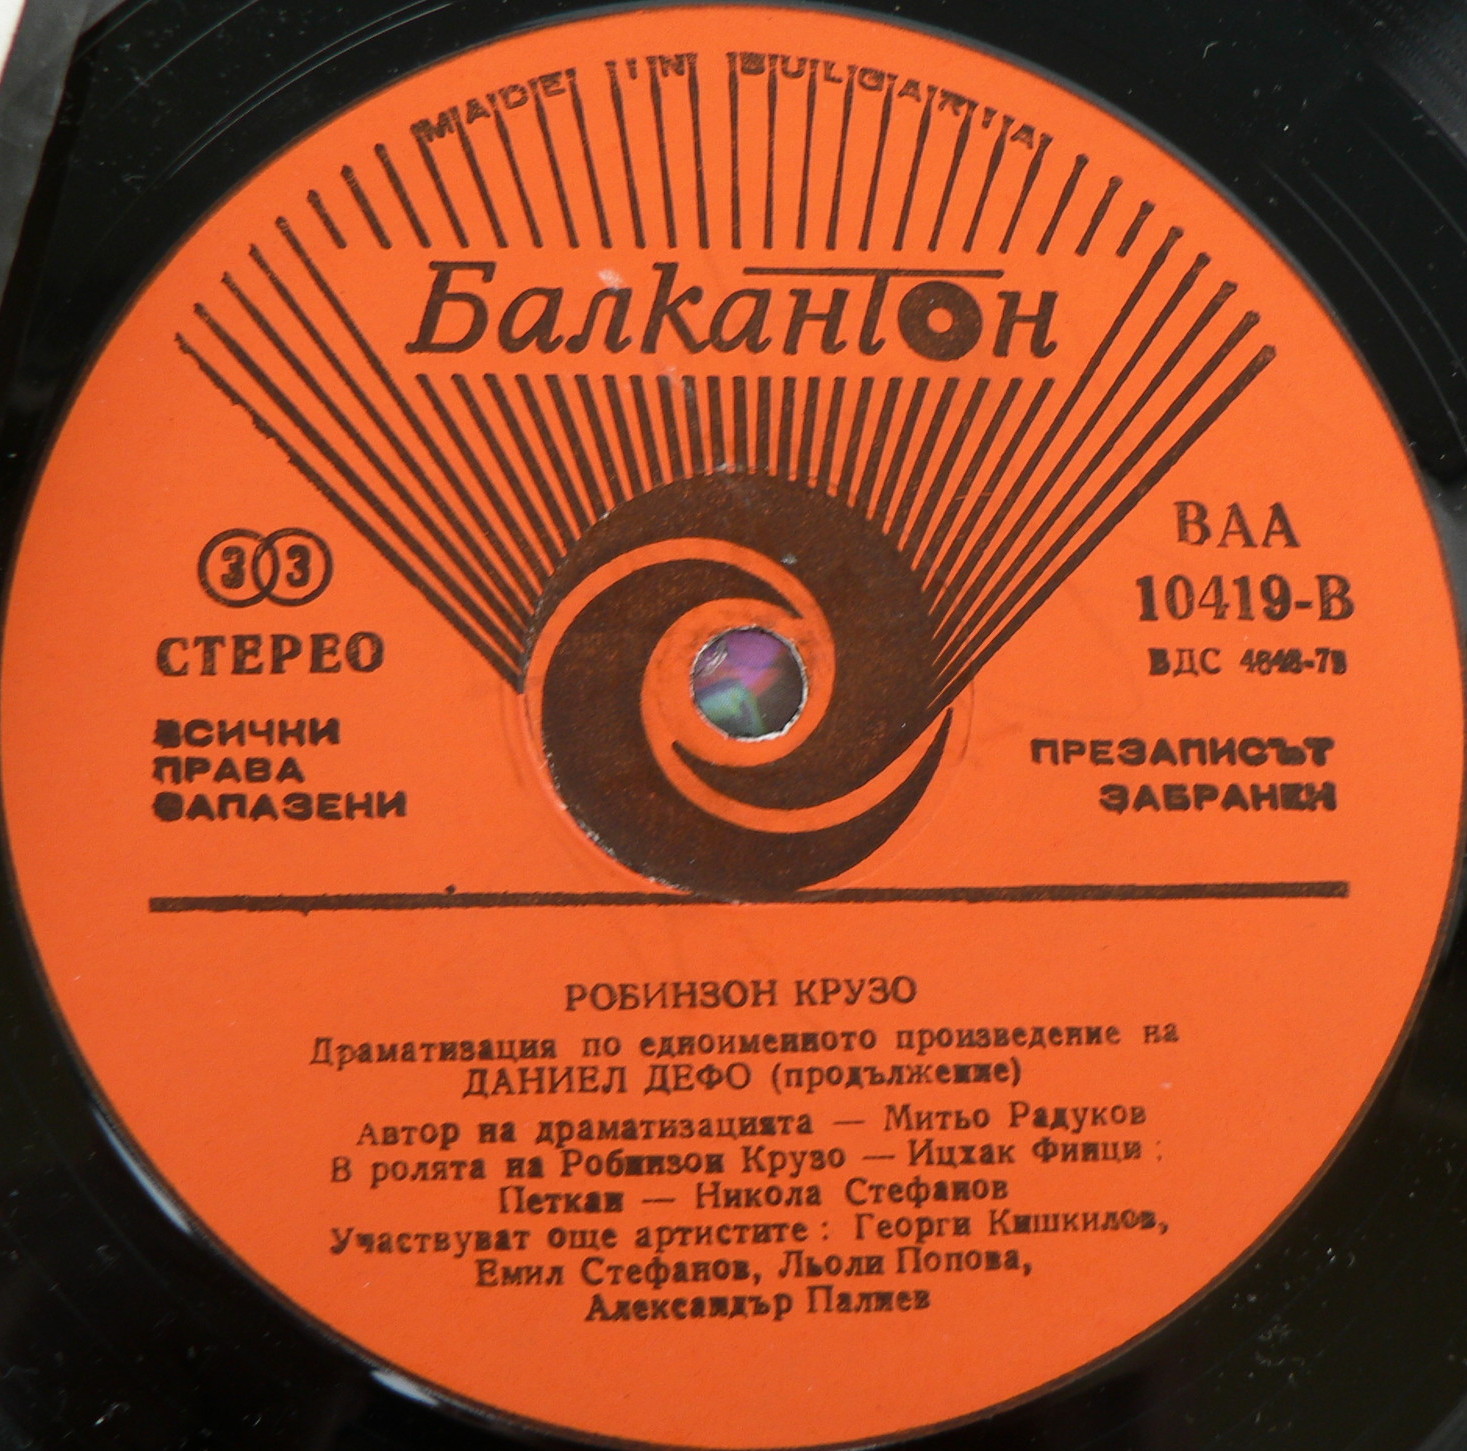 MADE IN BULGARIA
Балкантон
33
СТЕРЕО
ВСИЧКИ
ПРАВА
ЗАПАЗЕНИ
ВАА
10419-В
ВДС
ПРЕЗАПИСЪТ
ЗАБРАНЕН
РОБИНЗОН КРУЗО
Драматизация по едноименното произведение на
ДАНИЕЛ ДЕФО (продължение)
Автор на драматизацията — Митьо Радуков
В ролята на Робинзон Крузо — Ицхак Финци ;
Петкан — Никола Стефанов
Участвуват още артистите : Георги Кишкилов,
Емил Стефанов, Льоли Попова,
Александър Палиев